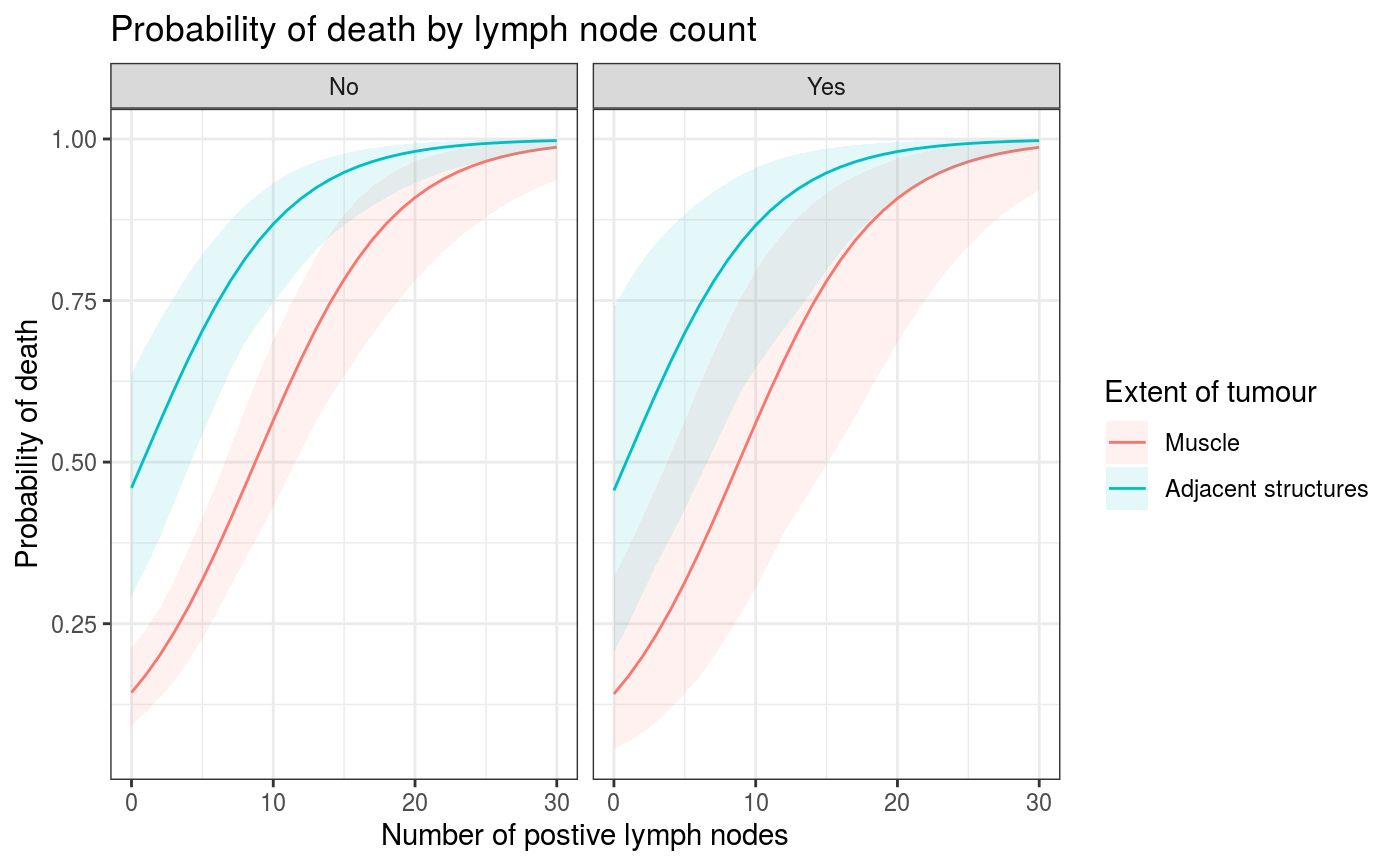 Probability of death by lymph node count
No
Yes
Probability of death
1.00
0.75
0.50
0.25
0 10 20 30
0 10 20 30
Number of postive lymph nodes
Extent of tumour
Muscle
Adjacent structures